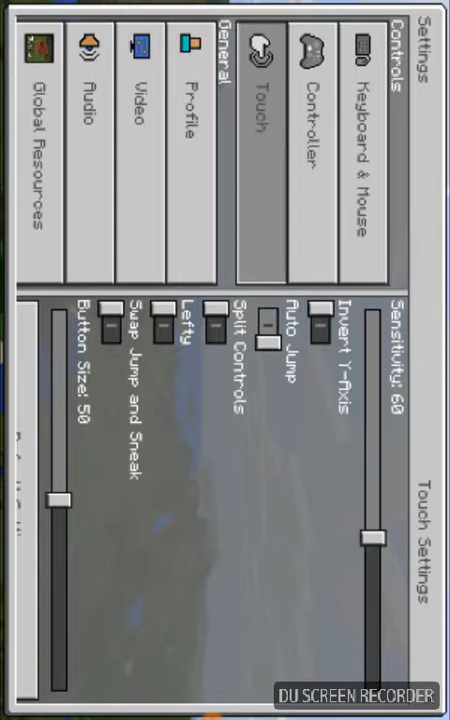 Settings
Touch Settings
Controls
Keyboard & Mouse
Controller
Touch
General
Profile
Video
Audio
Global Resources
Sensitivity: 60
Invert Y-Axis
Auto Jump
Split Controls
Lefty
Swap Jump and Sneak
Button Size: 50
DU SCREEN RECORDER